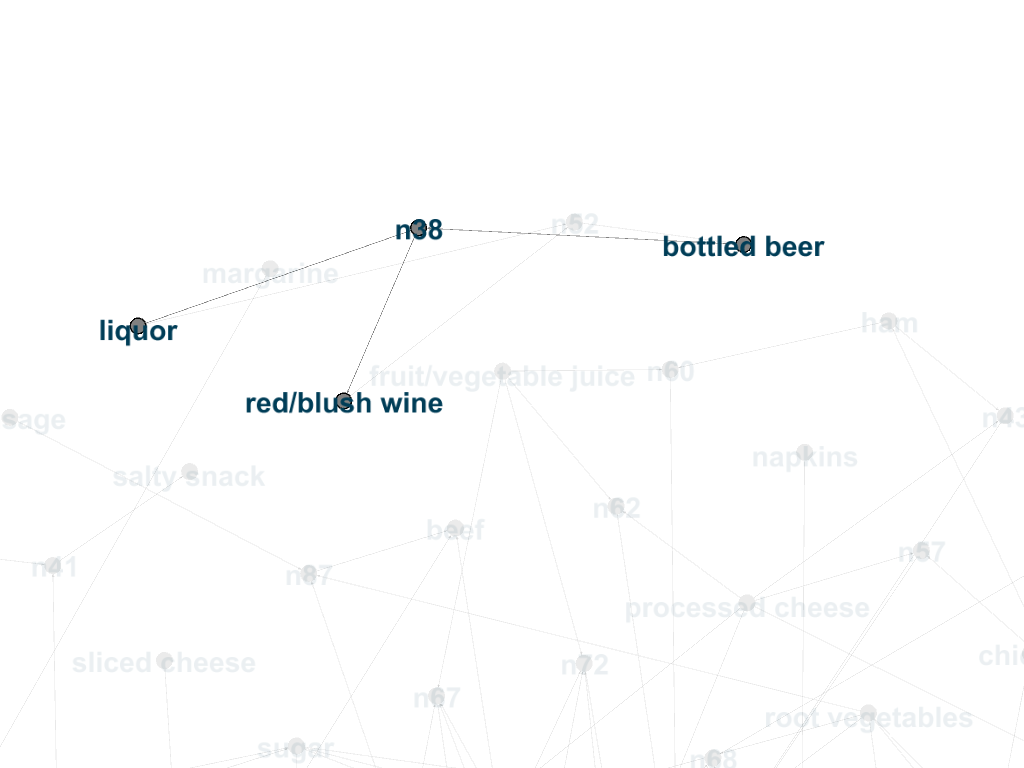 n52
n38
bottled beer
margarine
ham
liquor
fruit/vegetable juice
n60
red/blush wine
sage
n43
napkins
salty snack
n62
beef
n57
n41
n87
processed cheese
chic
sliced cheese
n72
n67
root vegetables
sugar
n68